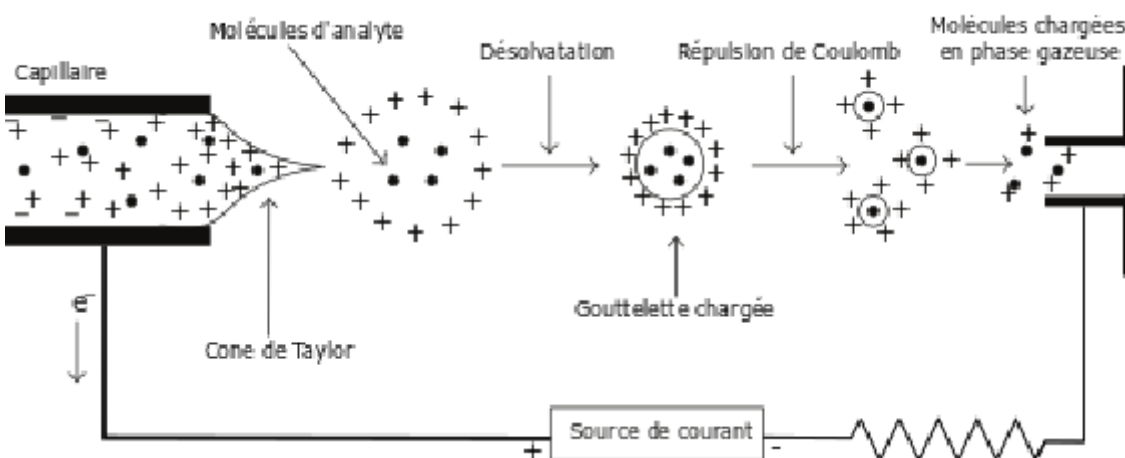 Molécules d'analyte
Capillaire
Désolvatation
Répulsion de Coulomb
Molécules chargées
en phase gazeuse
Gouttelette chargée
Cone de Taylor
e⁻
Source de courant
+
-